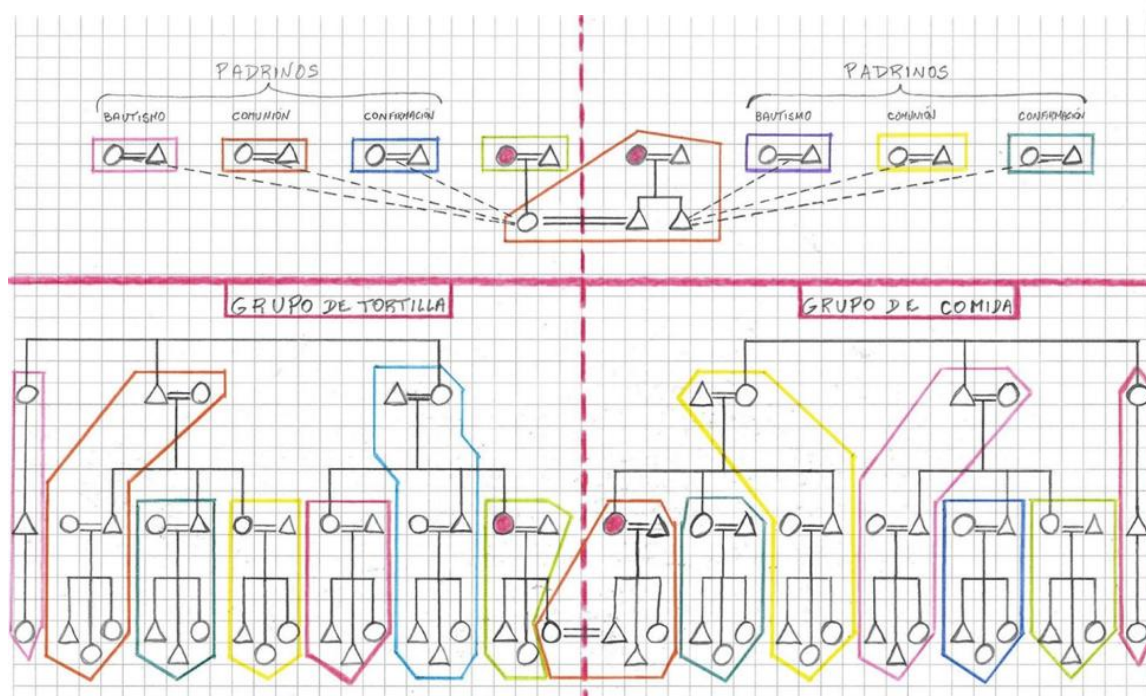 PADRINOS
BAUTISMO
COMUNIÓN
CONFIRMACIÓN
PADRINOS
BAUTISMO
COMUNIÓN
CONFIRMACIÓN
GRUPO DE TORTILLA
GRUPO DE COMIDA